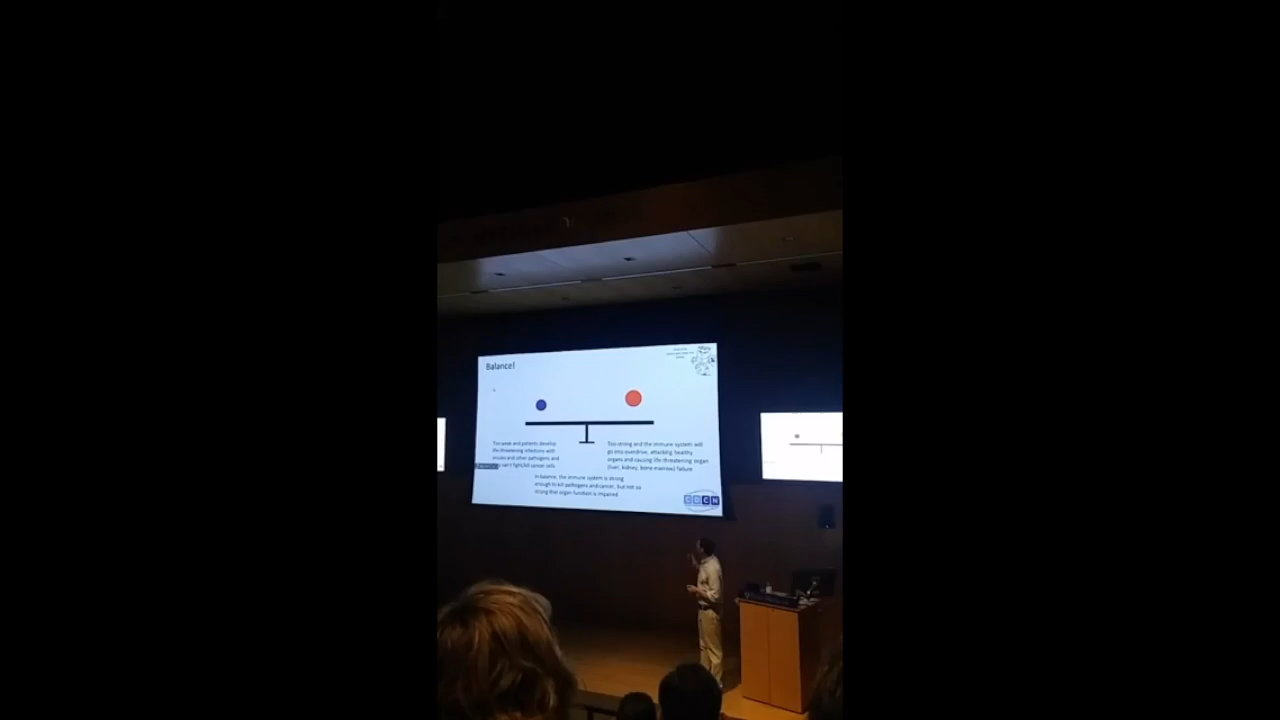 Balance!
Too weak and patients develop
life-threatening infections with
viruses and other pathogens and
can't fight/kill cancer cells
Too strong and the immune system will
go into overdrive, attacking healthy
organs and causing life-threatening organ
(liver, kidney, bone marrow) failure
In balance, the immune system is strong
enough to kill pathogens and cancer, but not so
strong that organ function is impaired
CDCN